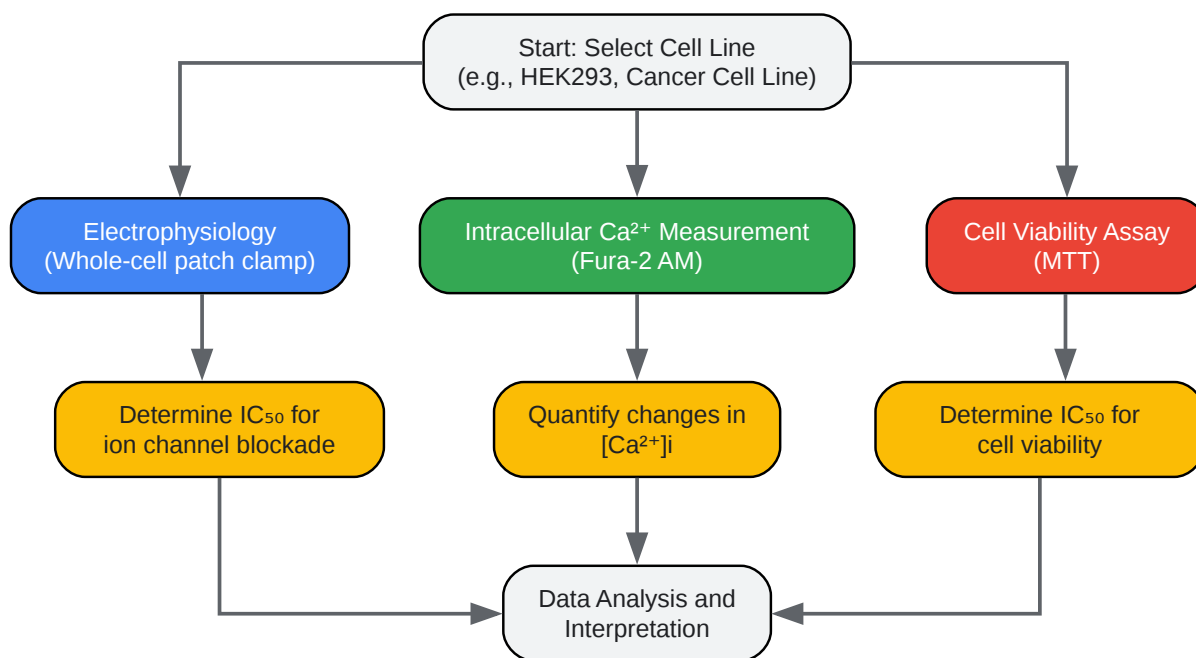 Start: Select Cell Line
(e.g., HEK293, Cancer Cell Line)
Electrophysiology
(Whole-cell patch clamp)
Intracellular Ca²⁺ Measurement
(Fura-2 AM)
Cell Viability Assay
(MTT)
Determine IC₅₀ for
ion channel blockade
Quantify changes in
[Ca²⁺]i
Determine IC₅₀ for
cell viability
Data Analysis and
Interpretation